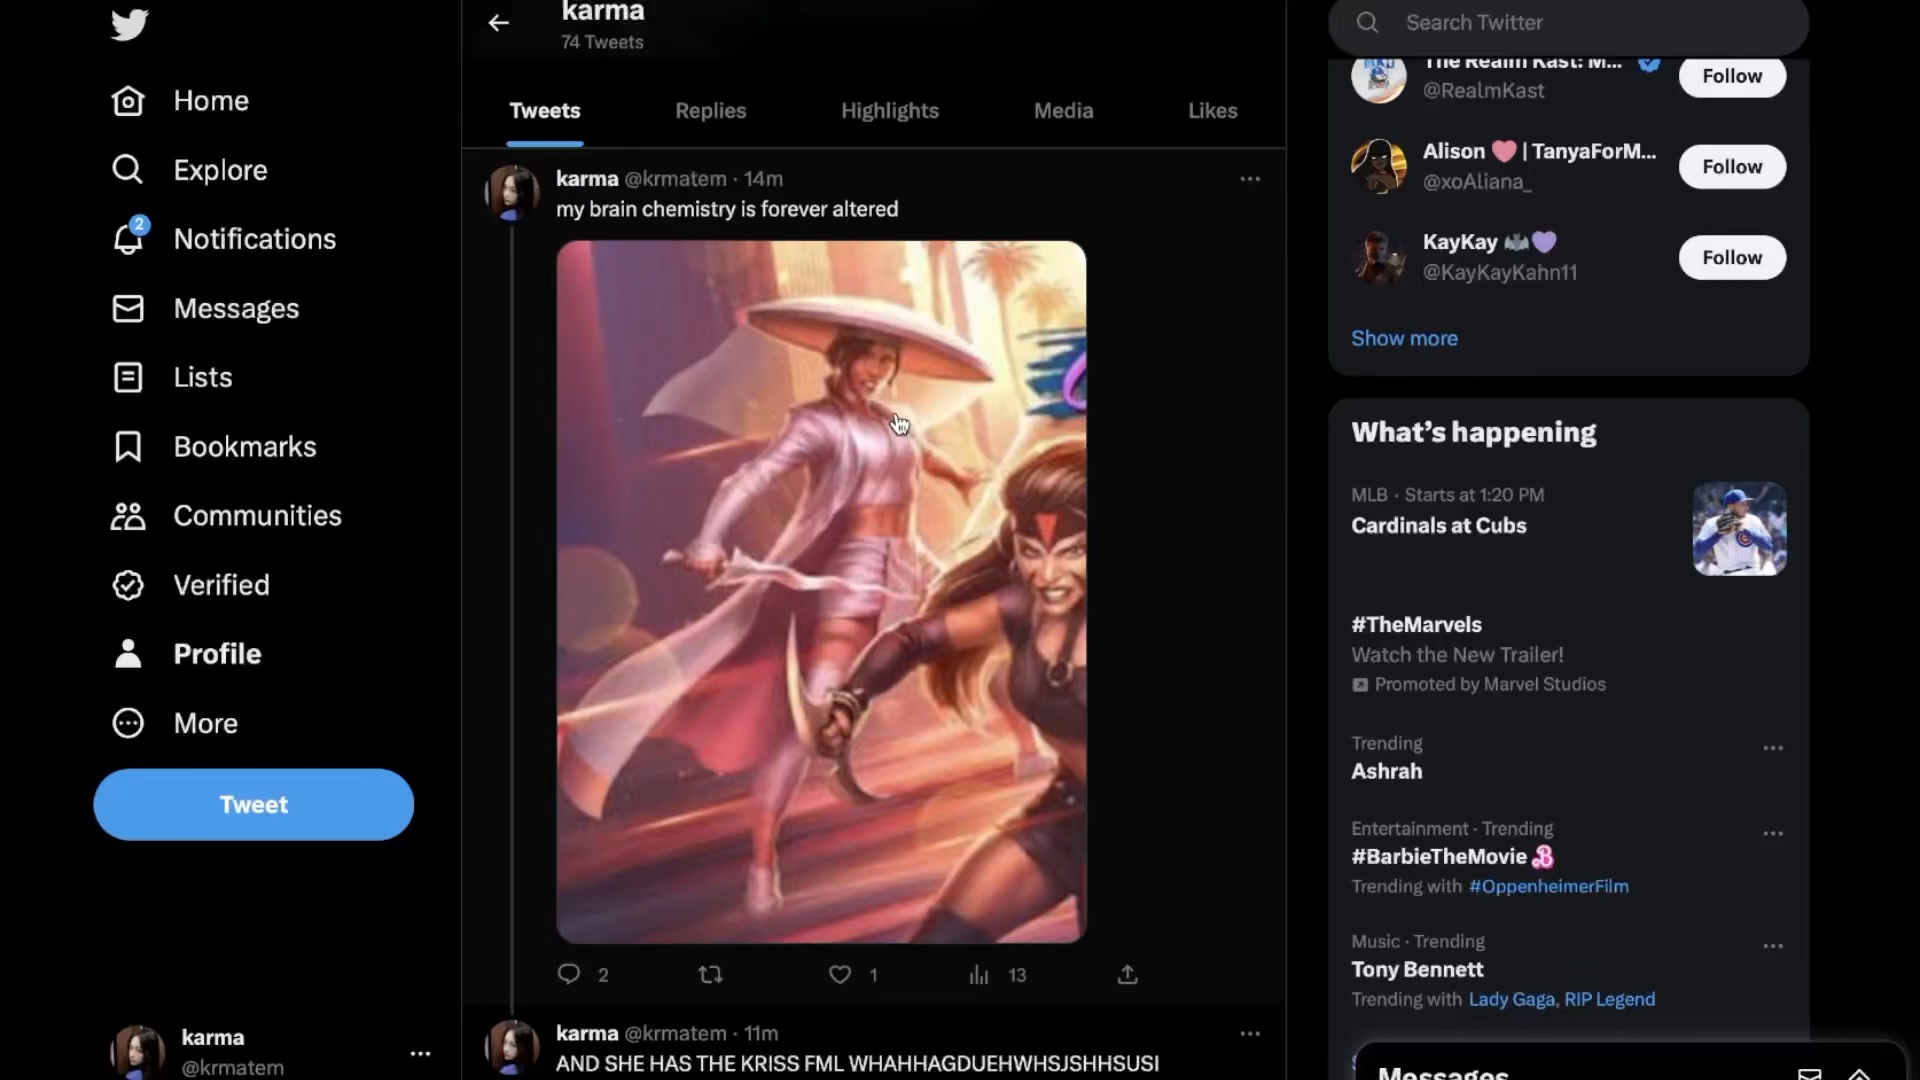 Home
Explore
2
Notifications
Messages
Lists
Bookmarks
Communities
Verified
Profile
More
Tweet
karma
@krmatem
karma
74 Tweets
Tweets
Replies
Highlights
Media
Likes
karma @krmatem · 14m
my brain chemistry is forever altered
2
1
13
karma @krmatem · 11m
AND SHE HAS THE KRISS FML WHAHHAGDUEHWHSJSHHSUSI
Search Twitter
The Realm Kast: M...
@RealmKast
Follow
Alison | TanyaForM...
@xoAliana_
Follow
KayKay
@KayKayKahn11
Follow
Show more
What's happening
MLB · Starts at 1:20 PM
Cardinals at Cubs
#TheMarvels
Watch the New Trailer!
Promoted by Marvel Studios
Trending
Ashrah
Entertainment · Trending
#BarbieTheMovie
Trending with #OppenheimerFilm
Music · Trending
Tony Bennett
Trending with Lady Gaga, RIP Legend
Messages